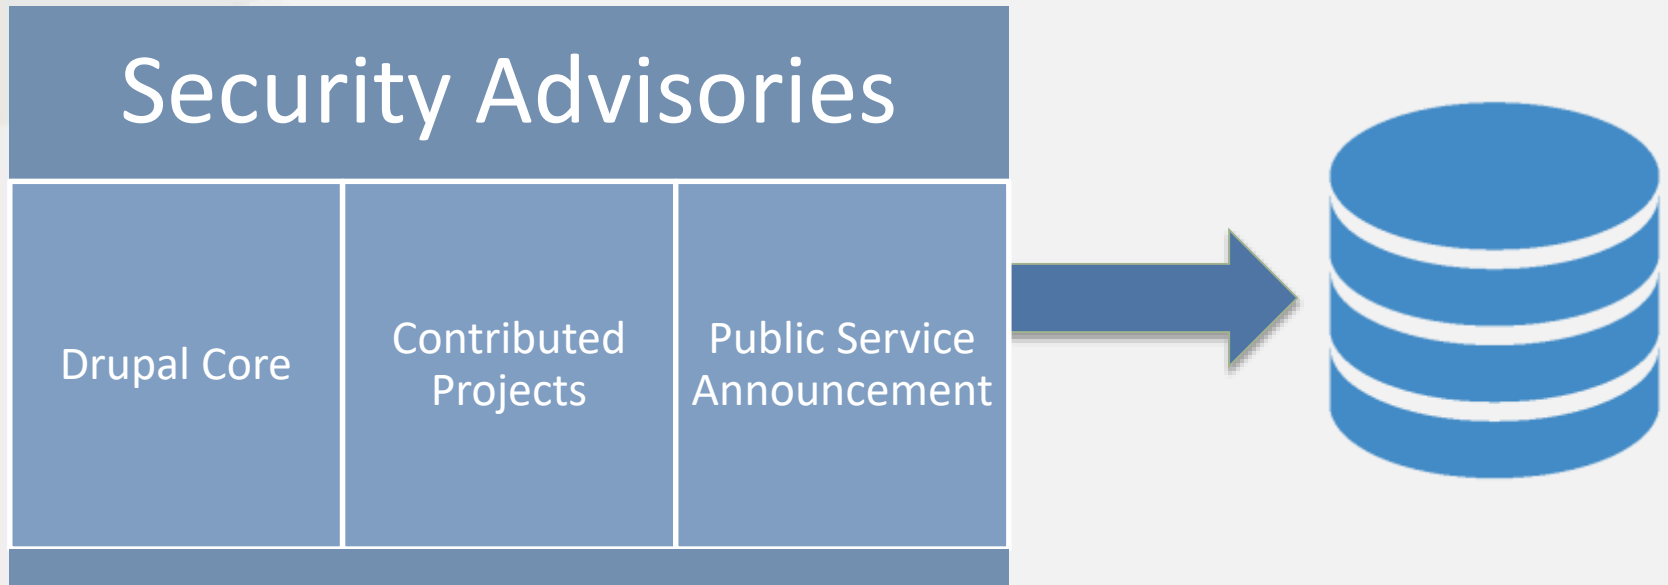 Security Advisories
Drupal Core
Contributed
Projects
Public Service
Announcement